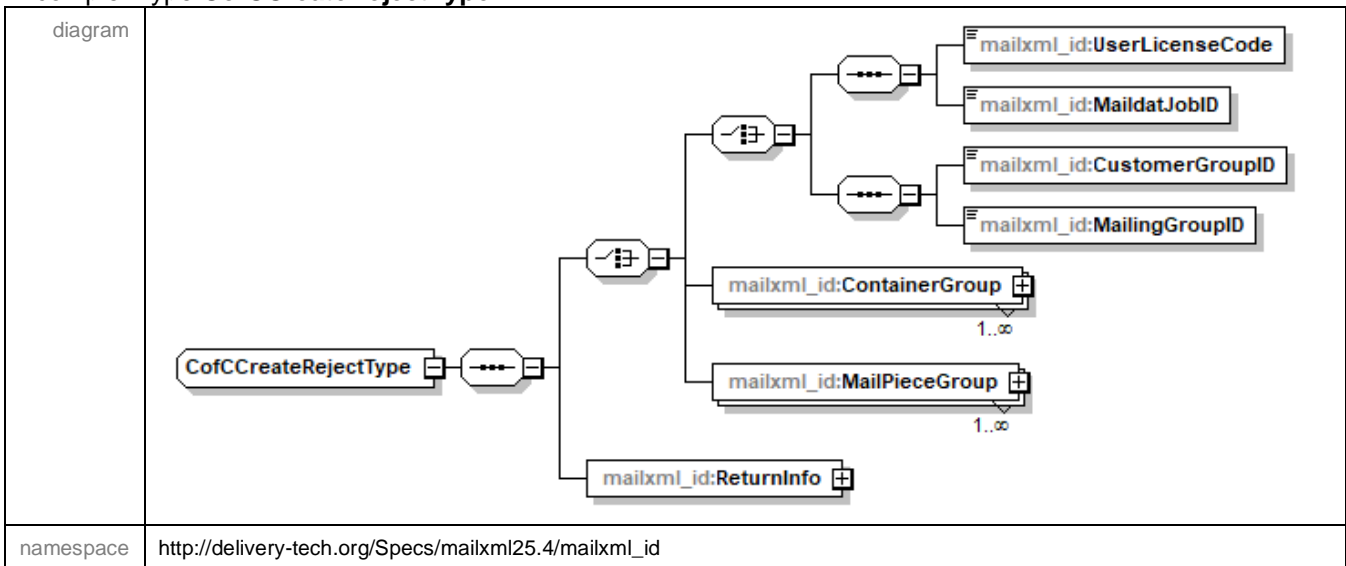 diagram
mailxml_id:UserLicenseCode
mailxml_id:MaildatJobID
mailxml_id:CustomerGroupID
mailxml_id:MailingGroupID
mailxml_id:ContainerGroup
1..∞
CofCCreateRejectType
mailxml_id:MailPieceGroup
1..∞
mailxml_id:ReturnInfo
namespace http://delivery-tech.org/Specs/mailxml25.4/mailxml_id